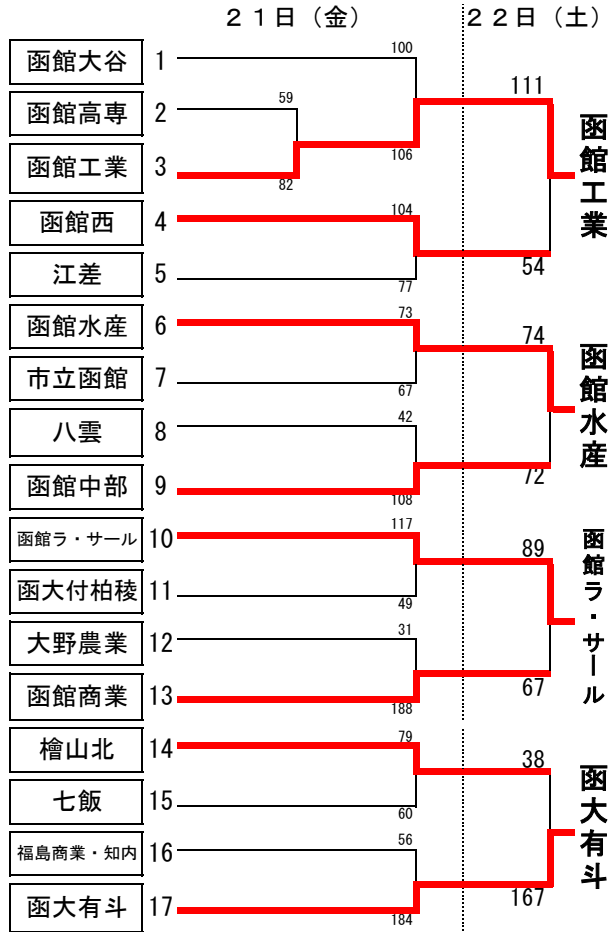 ２１日（金）
２２日（土）
函館大谷 1
100
111
函館高専 2
59
函館工業 3
82
106
函館工業
函館西 4
104
江差 5
77
54
函館水産 6
73
74
市立函館 7
67
函館水産
八雲 8
42
函館中部 9
108
72
函館ラ・サール 10
117
89
函大付柏稜 11
49
函館ラ・サール
大野農業 12
31
函館商業 13
188
67
檜山北 14
79
38
七飯 15
60
函大有斗
福島商業・知内 16
56
函大有斗 17
184
167